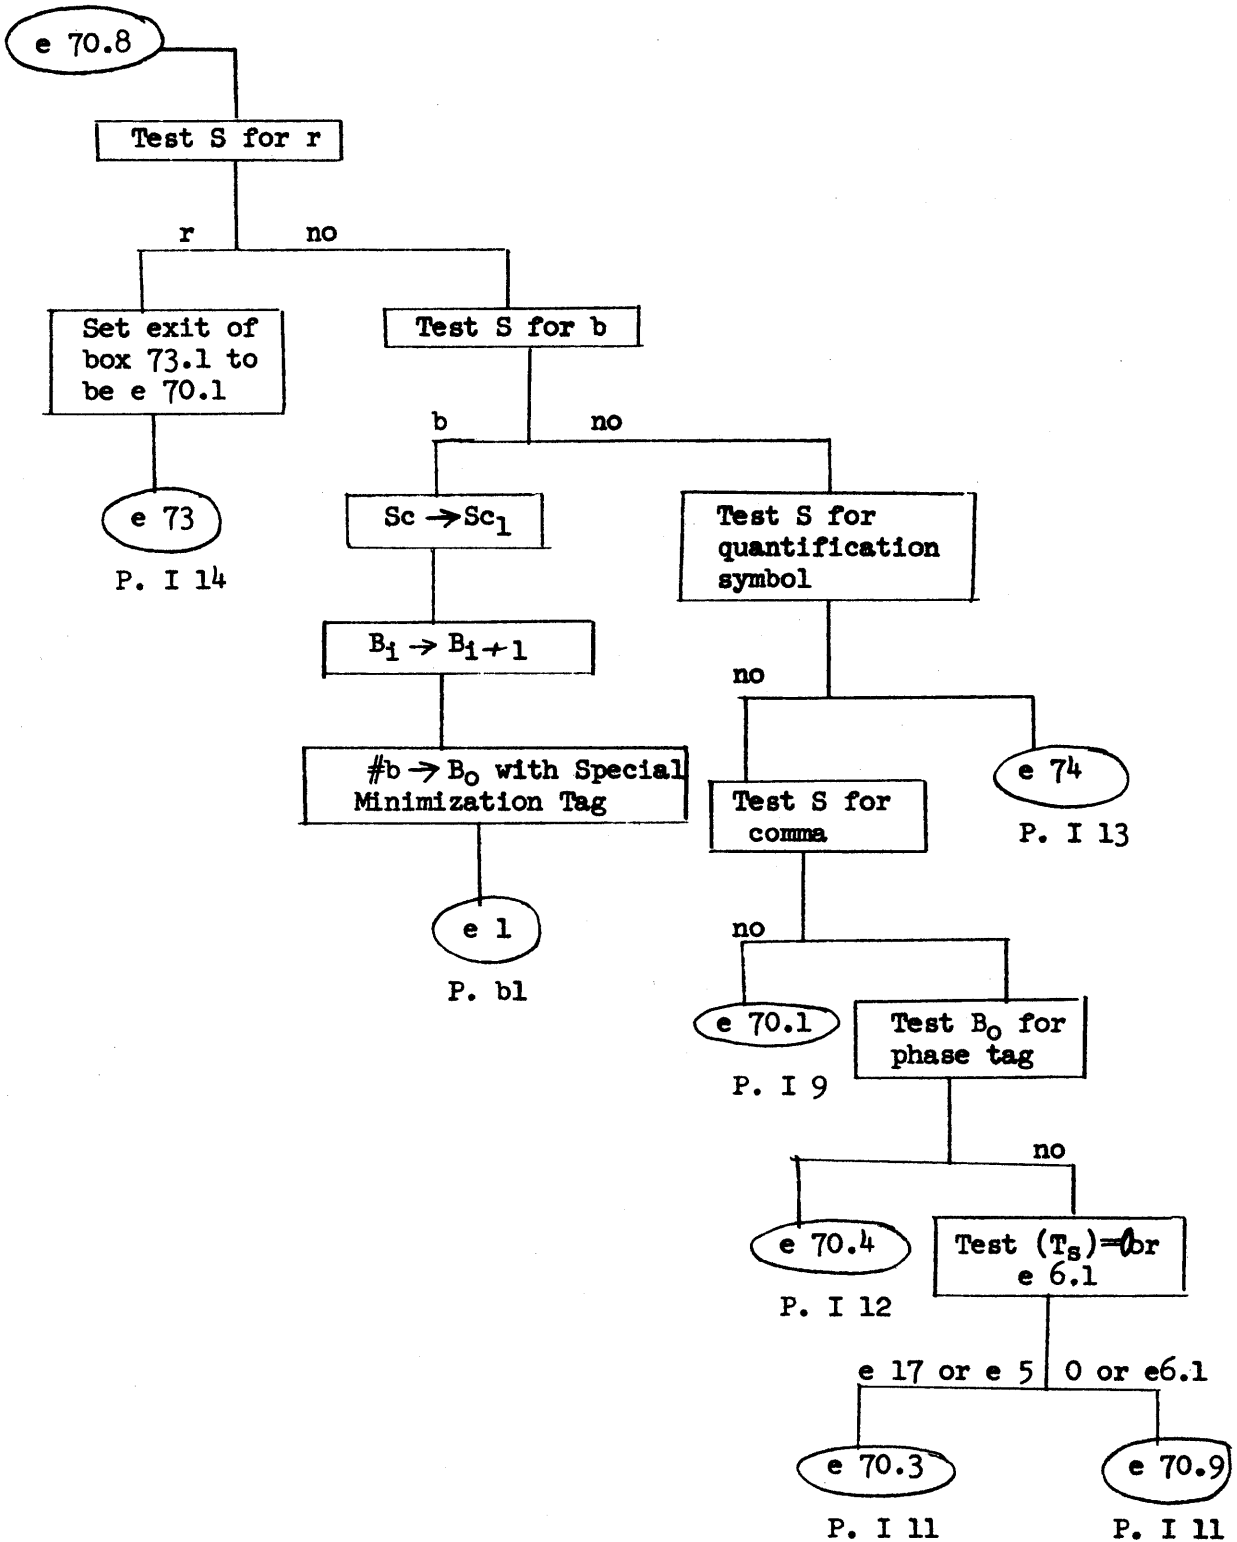 e 70.8
Test S for r
r
no
Set exit of
box 73.1 to
be e 70.1
e 73
P. I 14
Test S for b
b
no
Sc → Sc₁
Bᵢ → Bᵢ₊₁
#b → B₀ with Special
Minimization Tag
e 1
P. b1
Test S for
quantification
symbol
no
e 74
P. I 13
Test S for
comma
no
e 70.1
P. I 9
Test B₀ for
phase tag
no
e 70.4
P. I 12
Test (Tₛ)=0or
e 6.1
e 17 or e 5
0 or e6.1
e 70.3
P. I 11
e 70.9
P. I 11